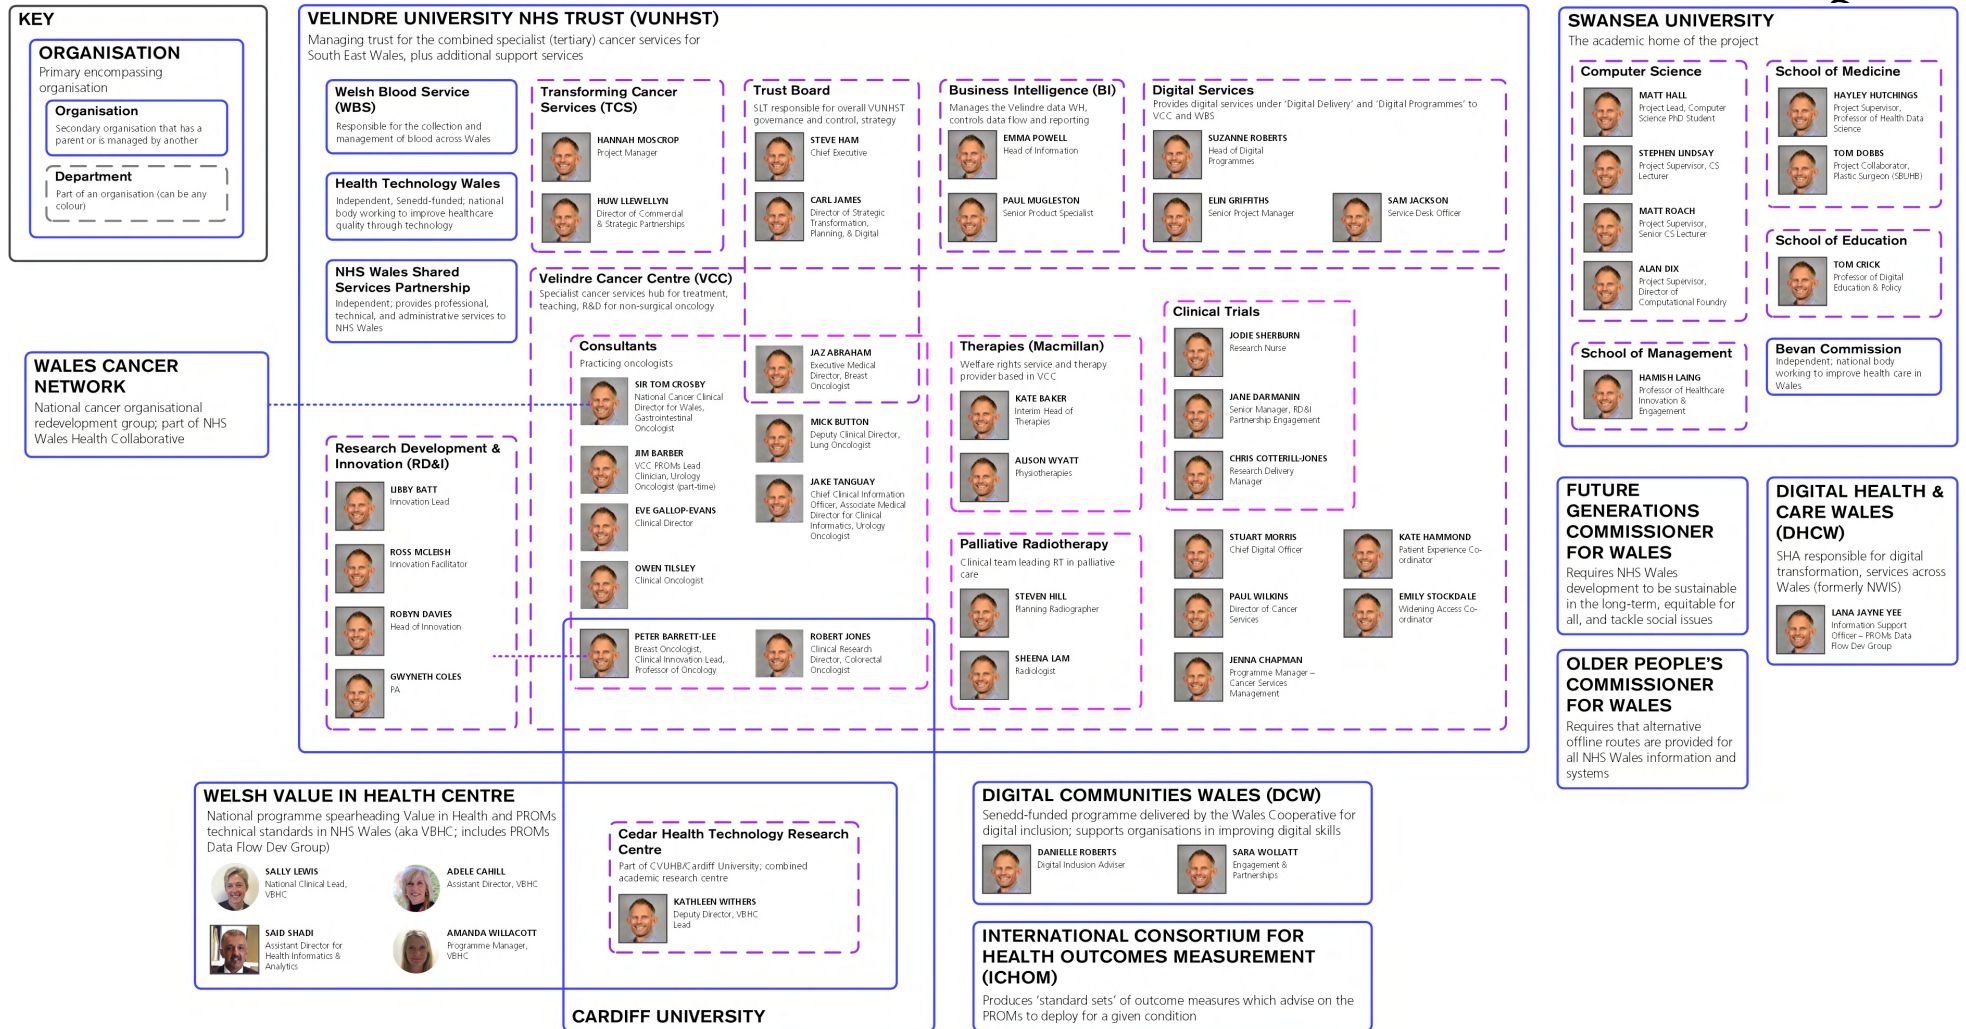 KEY
ORGANISATION
Primary encompassing
organisation
Organisation
Secondary organisation that has a
parent or is managed by another
Department
Part of an organisation (can be any
colour)
WALES CANCER
NETWORK
National cancer organisational
redevelopment group; part of NHS
Wales Health Collaborative
VELINDRE UNIVERSITY NHS TRUST (VUNHST)
Managing trust for the combined specialist (tertiary) cancer services for
South East Wales, plus additional support services
Welsh Blood Service
(WBS)
Responsible for the collection and
management of blood across Wales
Health Technology Wales
Independent, Senedd-funded; national
body working to improve healthcare
quality through technology
NHS Wales Shared
Services Partnership
Independent; provides professional,
technical, and administrative services to
NHS Wales
Research Development &
Innovation (RD&I)
LIBBY BATT
Innovation Lead
ROSS MCLEISH
Innovation Facilitator
ROBYN DAVIES
Head of Innovation
GWYNETH COLES
PA
Transforming Cancer
Services (TCS)
HANNAH MOSCROP
Project Manager
HUW LLEWELLYN
Director of Commercial
& Strategic Partnerships
Trust Board
SLT responsible for overall VUNHST
governance and control, strategy
STEVE HAM
Chief Executive
CARL JAMES
Director of Strategic
Transformation,
Planning, & Digital
Business Intelligence (BI)
Manages the Velindre data WH,
controls data flow and reporting
EMMA POWELL
Head of Information
PAUL MUGLESTON
Senior Product Specialist
Digital Services
Provides digital services under 'Digital Delivery' and 'Digital Programmes' to
VCC and WBS
SUZANNE ROBERTS
Head of Digital
Programmes
ELIN GRIFFITHS
Senior Project Manager
SAM JACKSON
Service Desk Officer
Velindre Cancer Centre (VCC)
Specialist cancer services hub for treatment,
teaching, R&D for non-surgical oncology
Consultants
Practicing oncologists
SIR TOM CROSBY
National Cancer Clinical
Director for Wales,
Gastrointestinal
Oncologist
JIM BARBER
VCC PROMs Lead
Clinician, Urology
Oncologist (part-time)
EVE GALLOP-EVANS
Clinical Director
OWEN TILSLEY
Clinical Oncologist
PETER BARRETT-LEE
Breast Oncologist,
Clinical Innovation Lead,
Professor of Oncology
JAZ ABRAHAM
Executive Medical
Director, Breast
Oncologist
MICK BUTTON
Deputy Clinical Director,
Lung Oncologist
JAKE TANGUAY
Chief Clinical Information
Officer, Associate Medical
Director for Clinical
Informatics, Urology
Oncologist
ROBERT JONES
Clinical Research
Director, Colorectal
Oncologist
Therapies (Macmillan)
Welfare rights service and therapy
provider based in VCC
KATE BAKER
Interim Head of
Therapies
ALISON WYATT
Physiotherapies
Palliative Radiotherapy
Clinical team leading RT in palliative
care
STEVEN HILL
Planning Radiographer
SHEENA LAM
Radiologist
Clinical Trials
JODIE SHERBURN
Research Nurse
JANE DARMANIN
Senior Manager, RD&I
Partnership Engagement
CHRIS COTTERILL-JONES
Research Delivery
Manager
STUART MORRIS
Chief Digital Officer
PAUL WILKINS
Director of Cancer
Services
JENNA CHAPMAN
Programme Manager –
Cancer Services
Management
KATE HAMMOND
Patient Experience Co-
ordinator
EMILY STOCKDALE
Widening Access Co-
ordinator
SWANSEA UNIVERSITY
The academic home of the project
Computer Science
MATT HALL
Project Lead, Computer
Science PhD Student
STEPHEN LINDSAY
Project Supervisor, CS
Lecturer
MATT ROACH
Project Supervisor,
Senior CS Lecturer
ALAN DIX
Project Supervisor,
Director of
Computational Foundry
School of Management
HAMISH LAING
Professor of Healthcare
Innovation &
Engagement
School of Medicine
HAYLEY HUTCHINGS
Project Supervisor,
Professor of Health Data
Science
TOM DOBBS
Project Collaborator,
Plastic Surgeon (SBUHB)
School of Education
TOM CRICK
Professor of Digital
Education & Policy
Bevan Commission
Independent; national body
working to improve health care in
Wales
FUTURE
GENERATIONS
COMMISSIONER
FOR WALES
Requires NHS Wales
development to be sustainable
in the long-term, equitable for
all, and tackle social issues
OLDER PEOPLE'S
COMMISSIONER
FOR WALES
Requires that alternative
offline routes are provided for
all NHS Wales information and
systems
DIGITAL HEALTH &
CARE WALES
(DHCW)
SHA responsible for digital
transformation, services across
Wales (formerly NWIS)
LANA JAYNE YEE
Information Support
Officer – PROMs Data
Flow Dev Group
WELSH VALUE IN HEALTH CENTRE
National programme spearheading Value in Health and PROMs
technical standards in NHS Wales (aka VBHC; includes PROMs
Data Flow Dev Group)
SALLY LEWIS
National Clinical Lead,
VBHC
ADELE CAHILL
Assistant Director, VBHC
SAID SHADI
Assistant Director for
Health Informatics &
Analytics
AMANDA WILLACOTT
Programme Manager,
VBHC
Cedar Health Technology Research
Centre
Part of CVUHB/Cardiff University; combined
academic research centre
KATHLEEN WITHERS
Deputy Director, VBHC
Lead
CARDIFF UNIVERSITY
DIGITAL COMMUNITIES WALES (DCW)
Senedd-funded programme delivered by the Wales Cooperative for
digital inclusion; supports organisations in improving digital skills
DANIELLE ROBERTS
Digital Inclusion Adviser
SARA WOLLATT
Engagement &
Partnerships
INTERNATIONAL CONSORTIUM FOR
HEALTH OUTCOMES MEASUREMENT
(ICHOM)
Produces 'standard sets' of outcome measures which advise on the
PROMs to deploy for a given condition